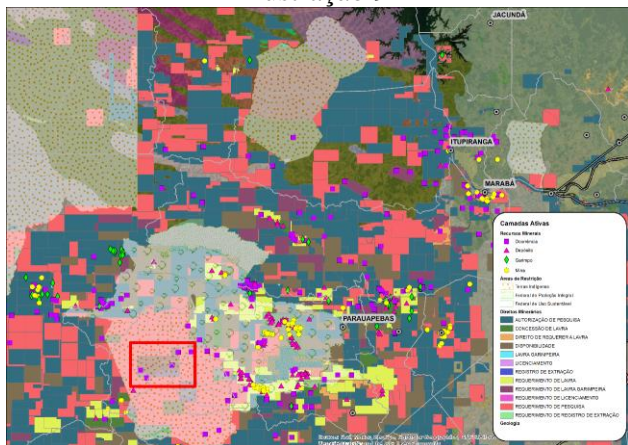 JACUNDÁ
ITUPIRANGA
MARABÁ
PARAUAPEBAS
Camadas Ativas
Recursos Minerais
Ocorrência
Depósito
Garimpo
Mina
Áreas de Restrição
Terras Indígenas
Federal de Proteção Integral
Federal de Uso Sustentável
Direitos Minerários
AUTORIZAÇÃO DE PESQUISA
CONCESSÃO DE LAVRA
DIREITO DE REQUERER A LAVRA
DISPONIBILIDADE
LAVRA GARIMPEIRA
LICENCIAMENTO
REGISTRO DE EXTRAÇÃO
REQUERIMENTO DE LAVRA
REQUERIMENTO DE LAVRA GARIMPEIRA
REQUERIMENTO DE LICENCIAMENTO
REQUERIMENTO DE PESQUISA
REQUERIMENTO DE REGISTRO DE EXTRAÇÃO
Geologia